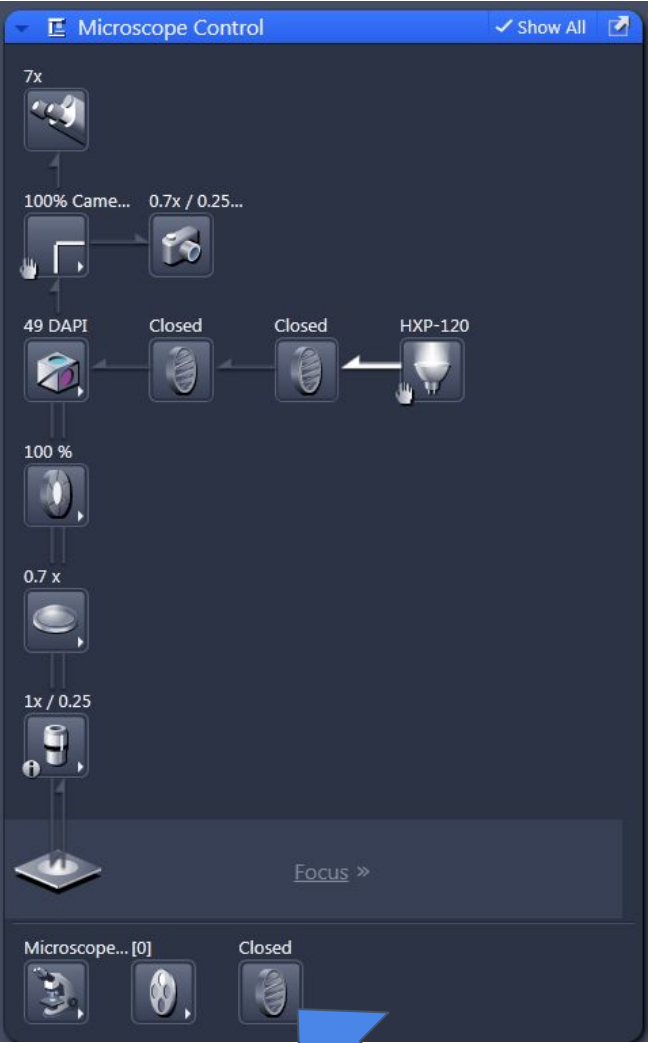 Microscope Control
Show All
7x
100% Came... 0.7x / 0.25...
49 DAPI Closed Closed HXP-120
100 %
0.7 x
1x / 0.25
Focus »
Microscope... [0] Closed